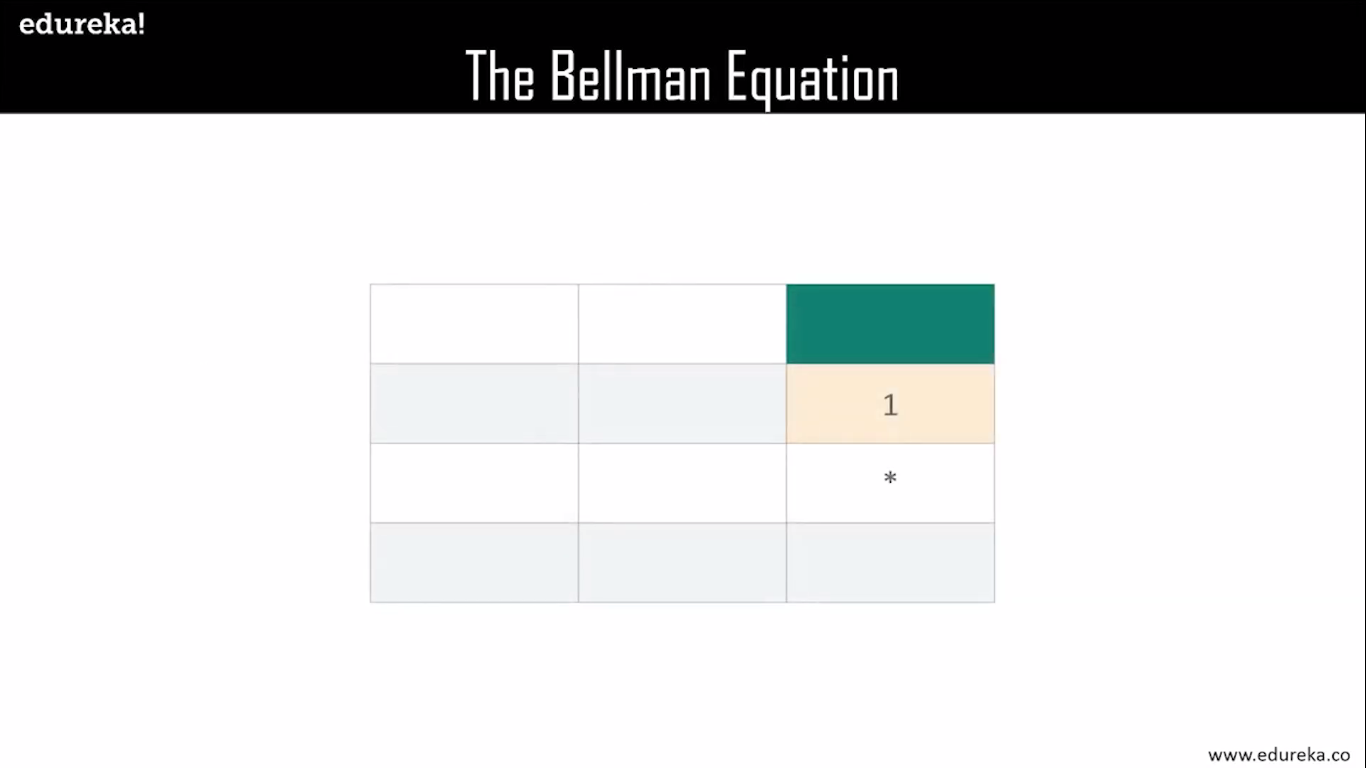 edureka!
The Bellman Equation
1
*
www.edureka.co